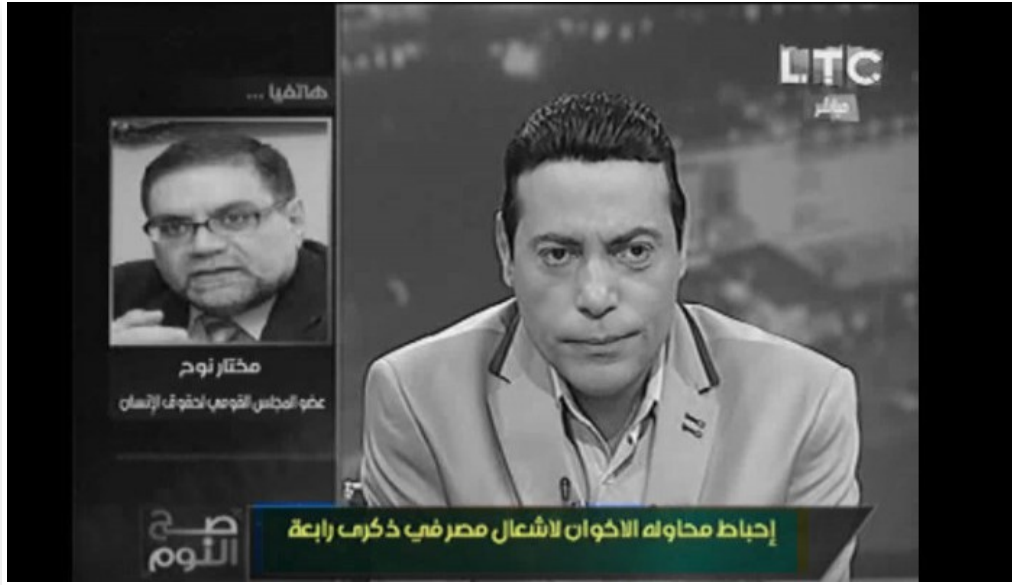 LTC
مباشر
هاتفيا ...
مختار نوح
عضو المجلس القومي لحقوق الإنسان
إحباط محاوله الاخوان لاشعال مصر في ذكرى رابعة
صح
النوم